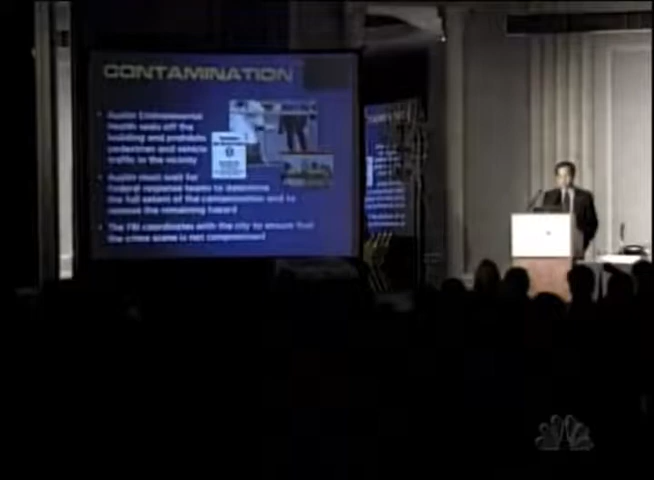 CONTAMINATION
• Austin Environmental
Health seals off the
building and prohibits
pedestrian and vehicle
traffic in the vicinity
• Austin must wait for
Federal response teams to determine
the full extent of the contamination and to
remove the remaining hazard
• The FBI coordinates with the city to ensure that
the crime scene is not compromised